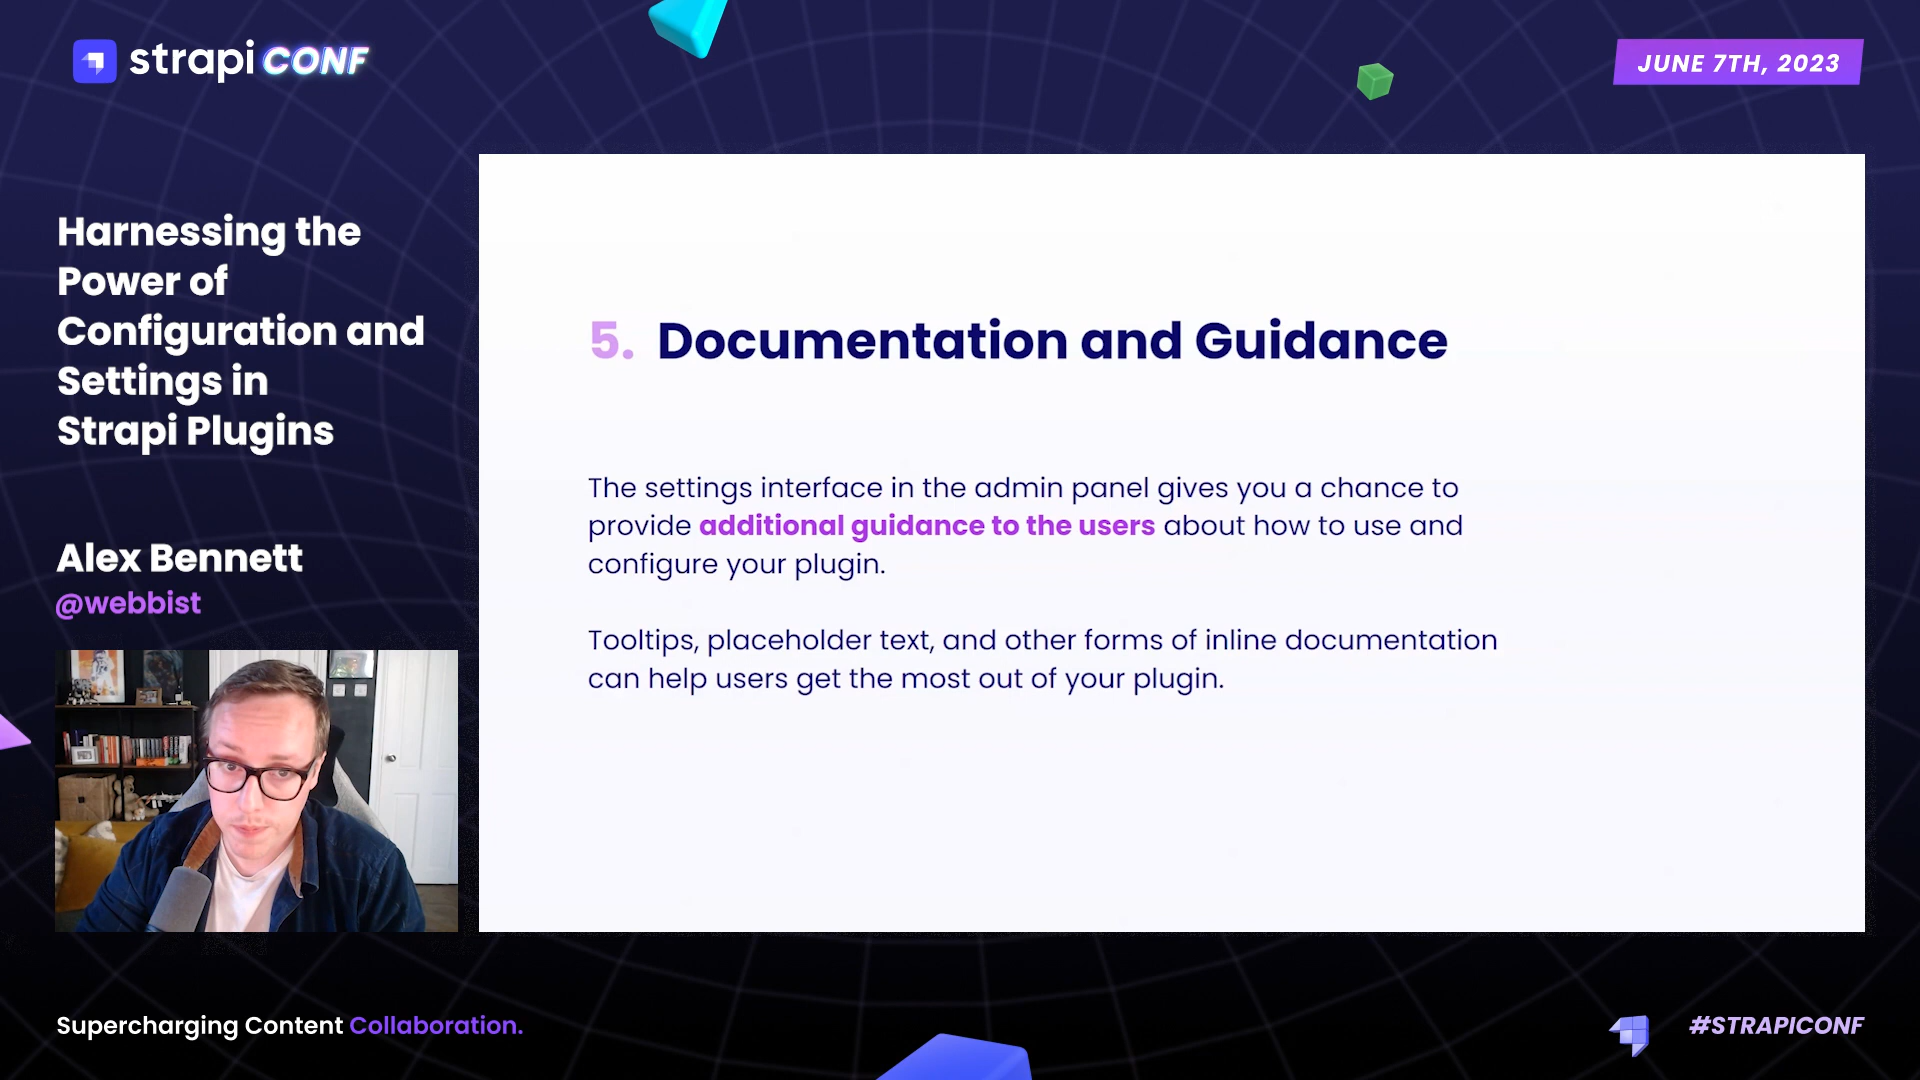 strapi CONF
JUNE 7TH, 2023
Harnessing the
Power of
Configuration and
Settings in
Strapi Plugins
Alex Bennett
@webbist
5. Documentation and Guidance
The settings interface in the admin panel gives you a chance to
provide additional guidance to the users about how to use and
configure your plugin.
Tooltips, placeholder text, and other forms of inline documentation
can help users get the most out of your plugin.
Supercharging Content Collaboration.
#STRAPICONF